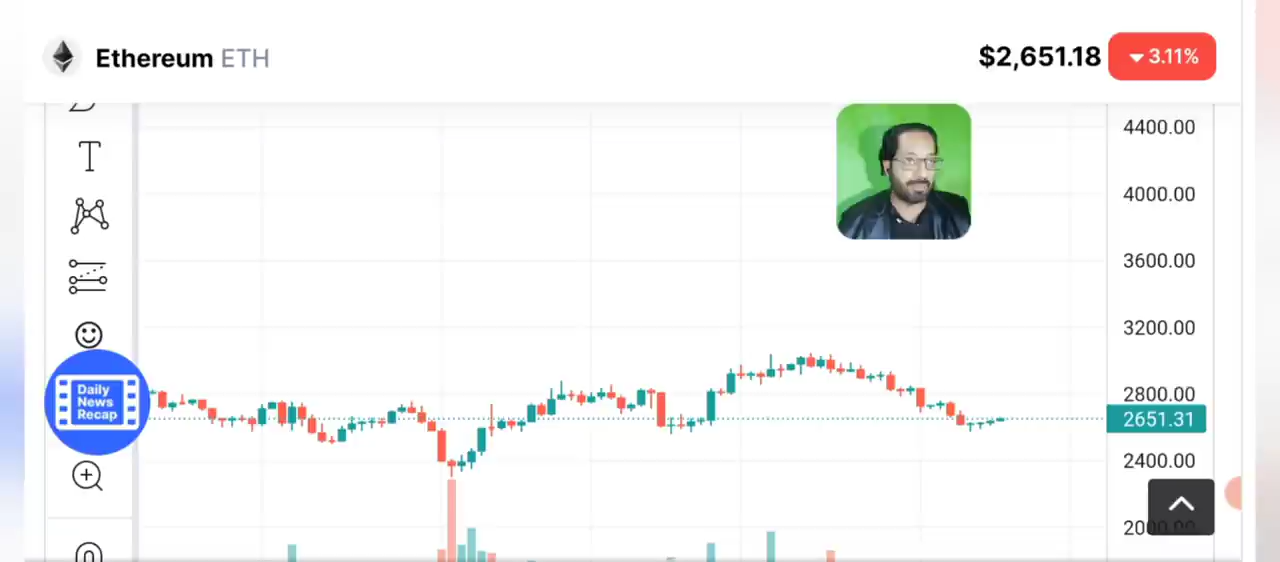 Ethereum ETH
$2,651.18
3.11%
T
4400.00
4000.00
3600.00
3200.00
2800.00
2651.31
2400.00
Daily
News
Recap